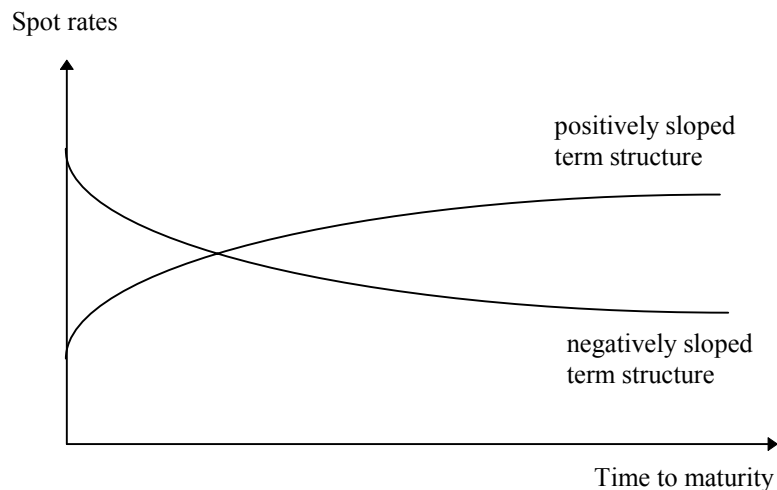 Spot rates
positively sloped
term structure
negatively sloped
term structure
Time to maturity